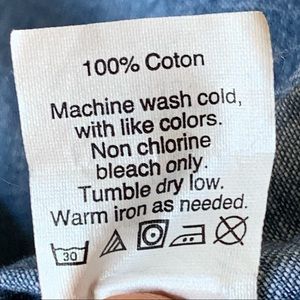 100% Coton
Machine wash cold,
with like colors.
Non chlorine
bleach only.
Tumble dry low.
Warm iron as needed.
30